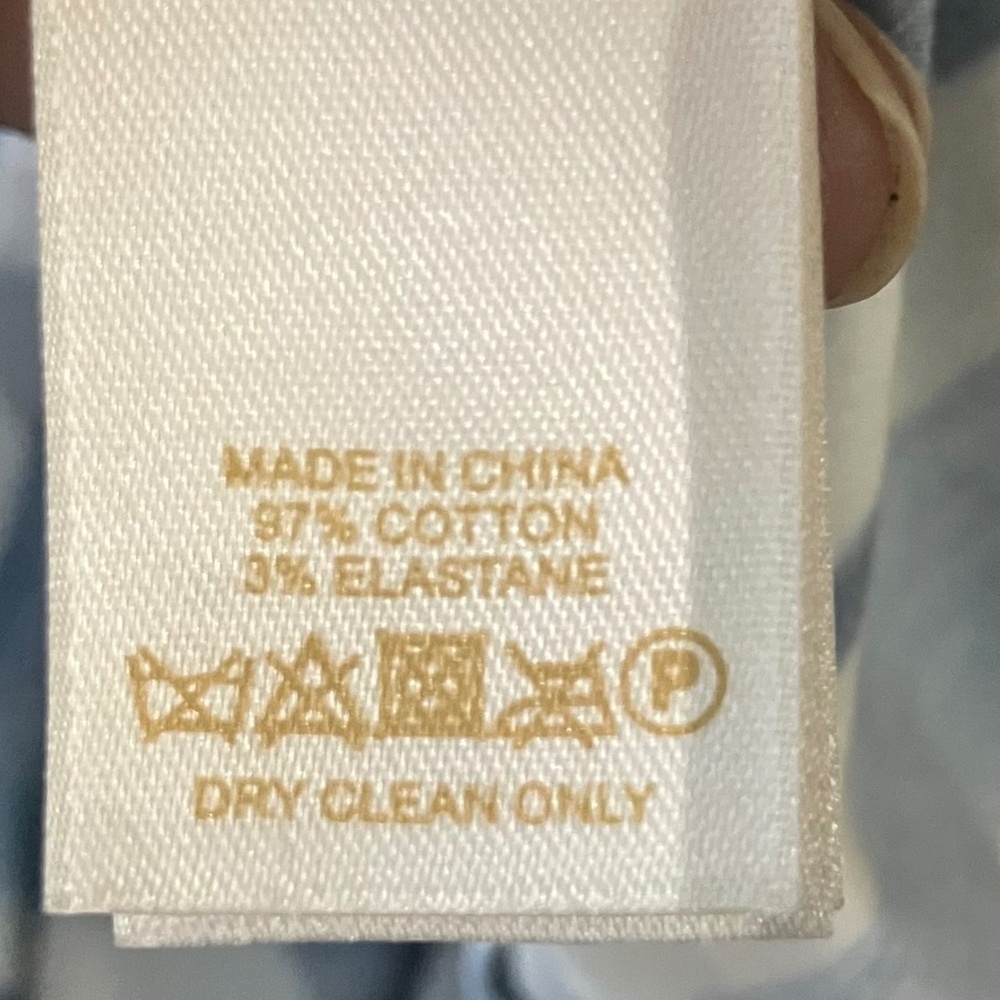 MADE IN CHINA
97% COTTON
3% ELASTANE
P
DRY CLEAN ONLY